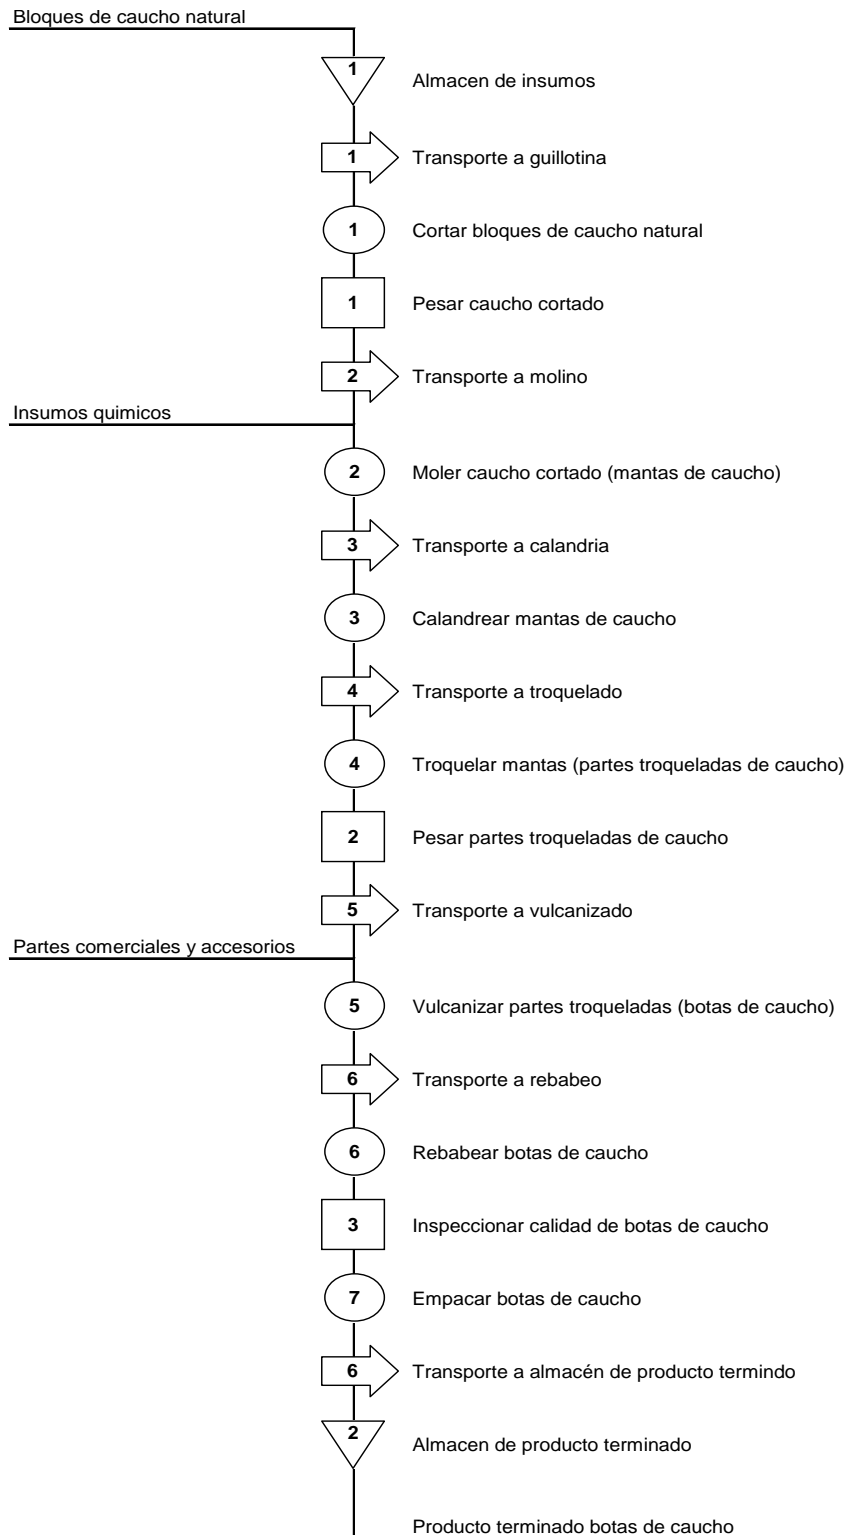 Bloques de caucho natural
1
Almacen de insumos
1
Transporte a guillotina
1
Cortar bloques de caucho natural
1
Pesar caucho cortado
2
Transporte a molino
Insumos quimicos
2
Moler caucho cortado (mantas de caucho)
3
Transporte a calandria
3
Calandrear mantas de caucho
4
Transporte a troquelado
4
Troquelar mantas (partes troqueladas de caucho)
2
Pesar partes troqueladas de caucho
5
Transporte a vulcanizado
Partes comerciales y accesorios
5
Vulcanizar partes troqueladas (botas de caucho)
6
Transporte a rebabeo
6
Rebabear botas de caucho
3
Inspeccionar calidad de botas de caucho
7
Empacar botas de caucho
6
Transporte a almacén de producto termindo
2
Almacen de producto terminado
Producto terminado botas de caucho